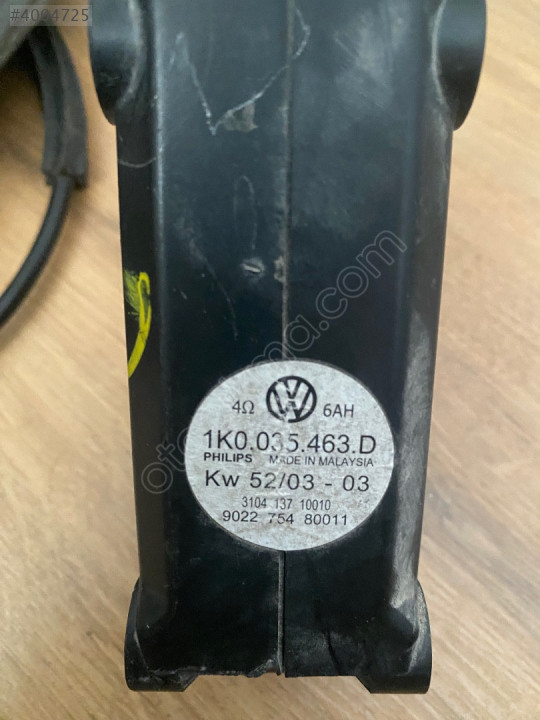 #4094725
4Ω 6AH
1K0.035.463.D
PHILIPS MADE IN MALAYSIA
Kw 52/03 - 03
3104 137 10010
9022 754 80011